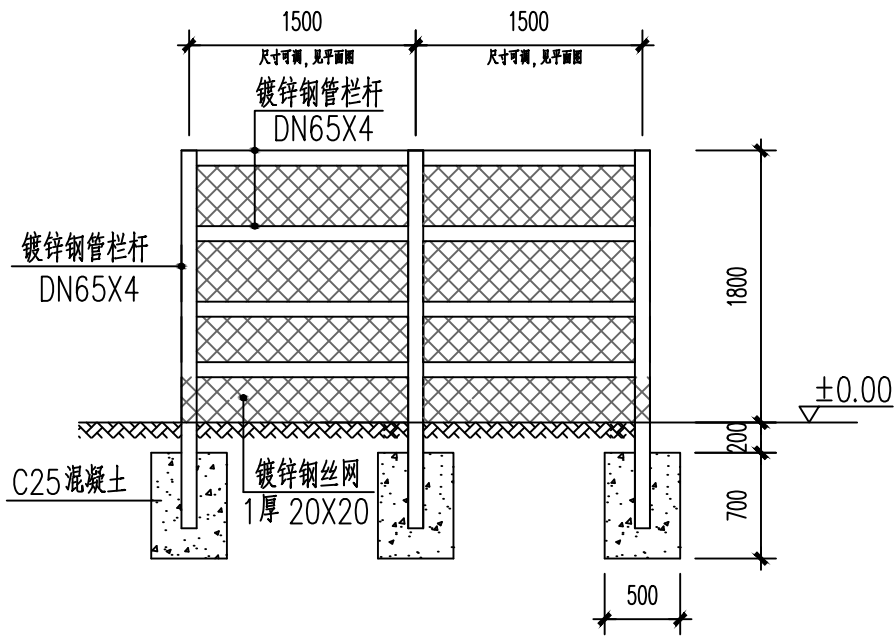 1500
1500
尺寸可调,见平面图
尺寸可调,见平面图
镀锌钢管栏杆
DN65X4
镀锌钢管栏杆
DN65X4
1800
±0.00
200
C25混凝土
镀锌钢丝网
1厚 20X20
700
500